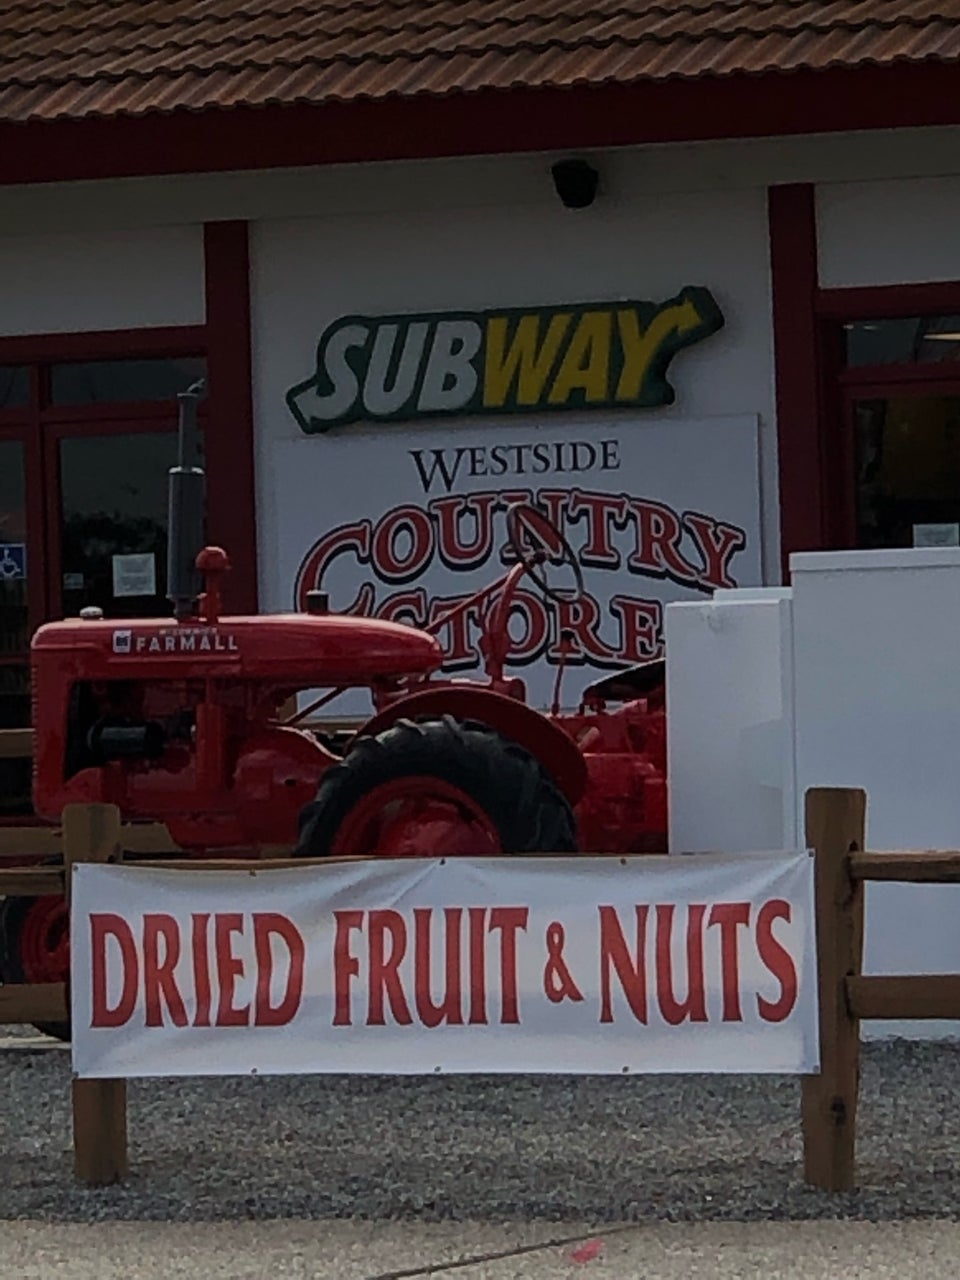 SUBWAY
WESTSIDE
COUNTRY
STORE
FARMALL
DRIED FRUIT & NUTS